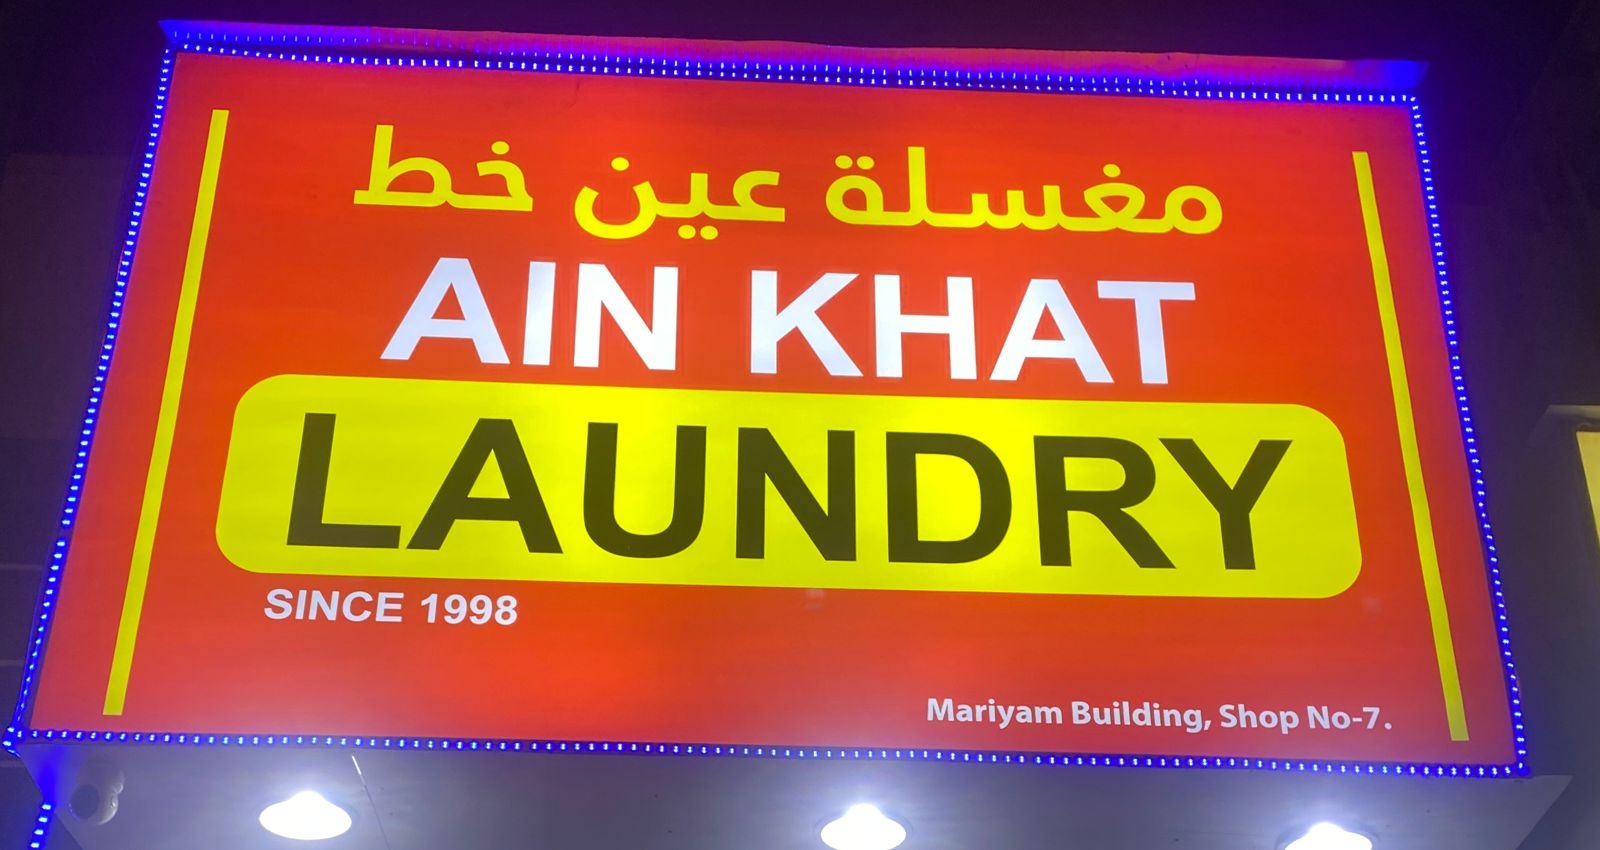 مغسلة عين خط
AIN KHAT
LAUNDRY
SINCE 1998
Mariyam Building, Shop No-7.